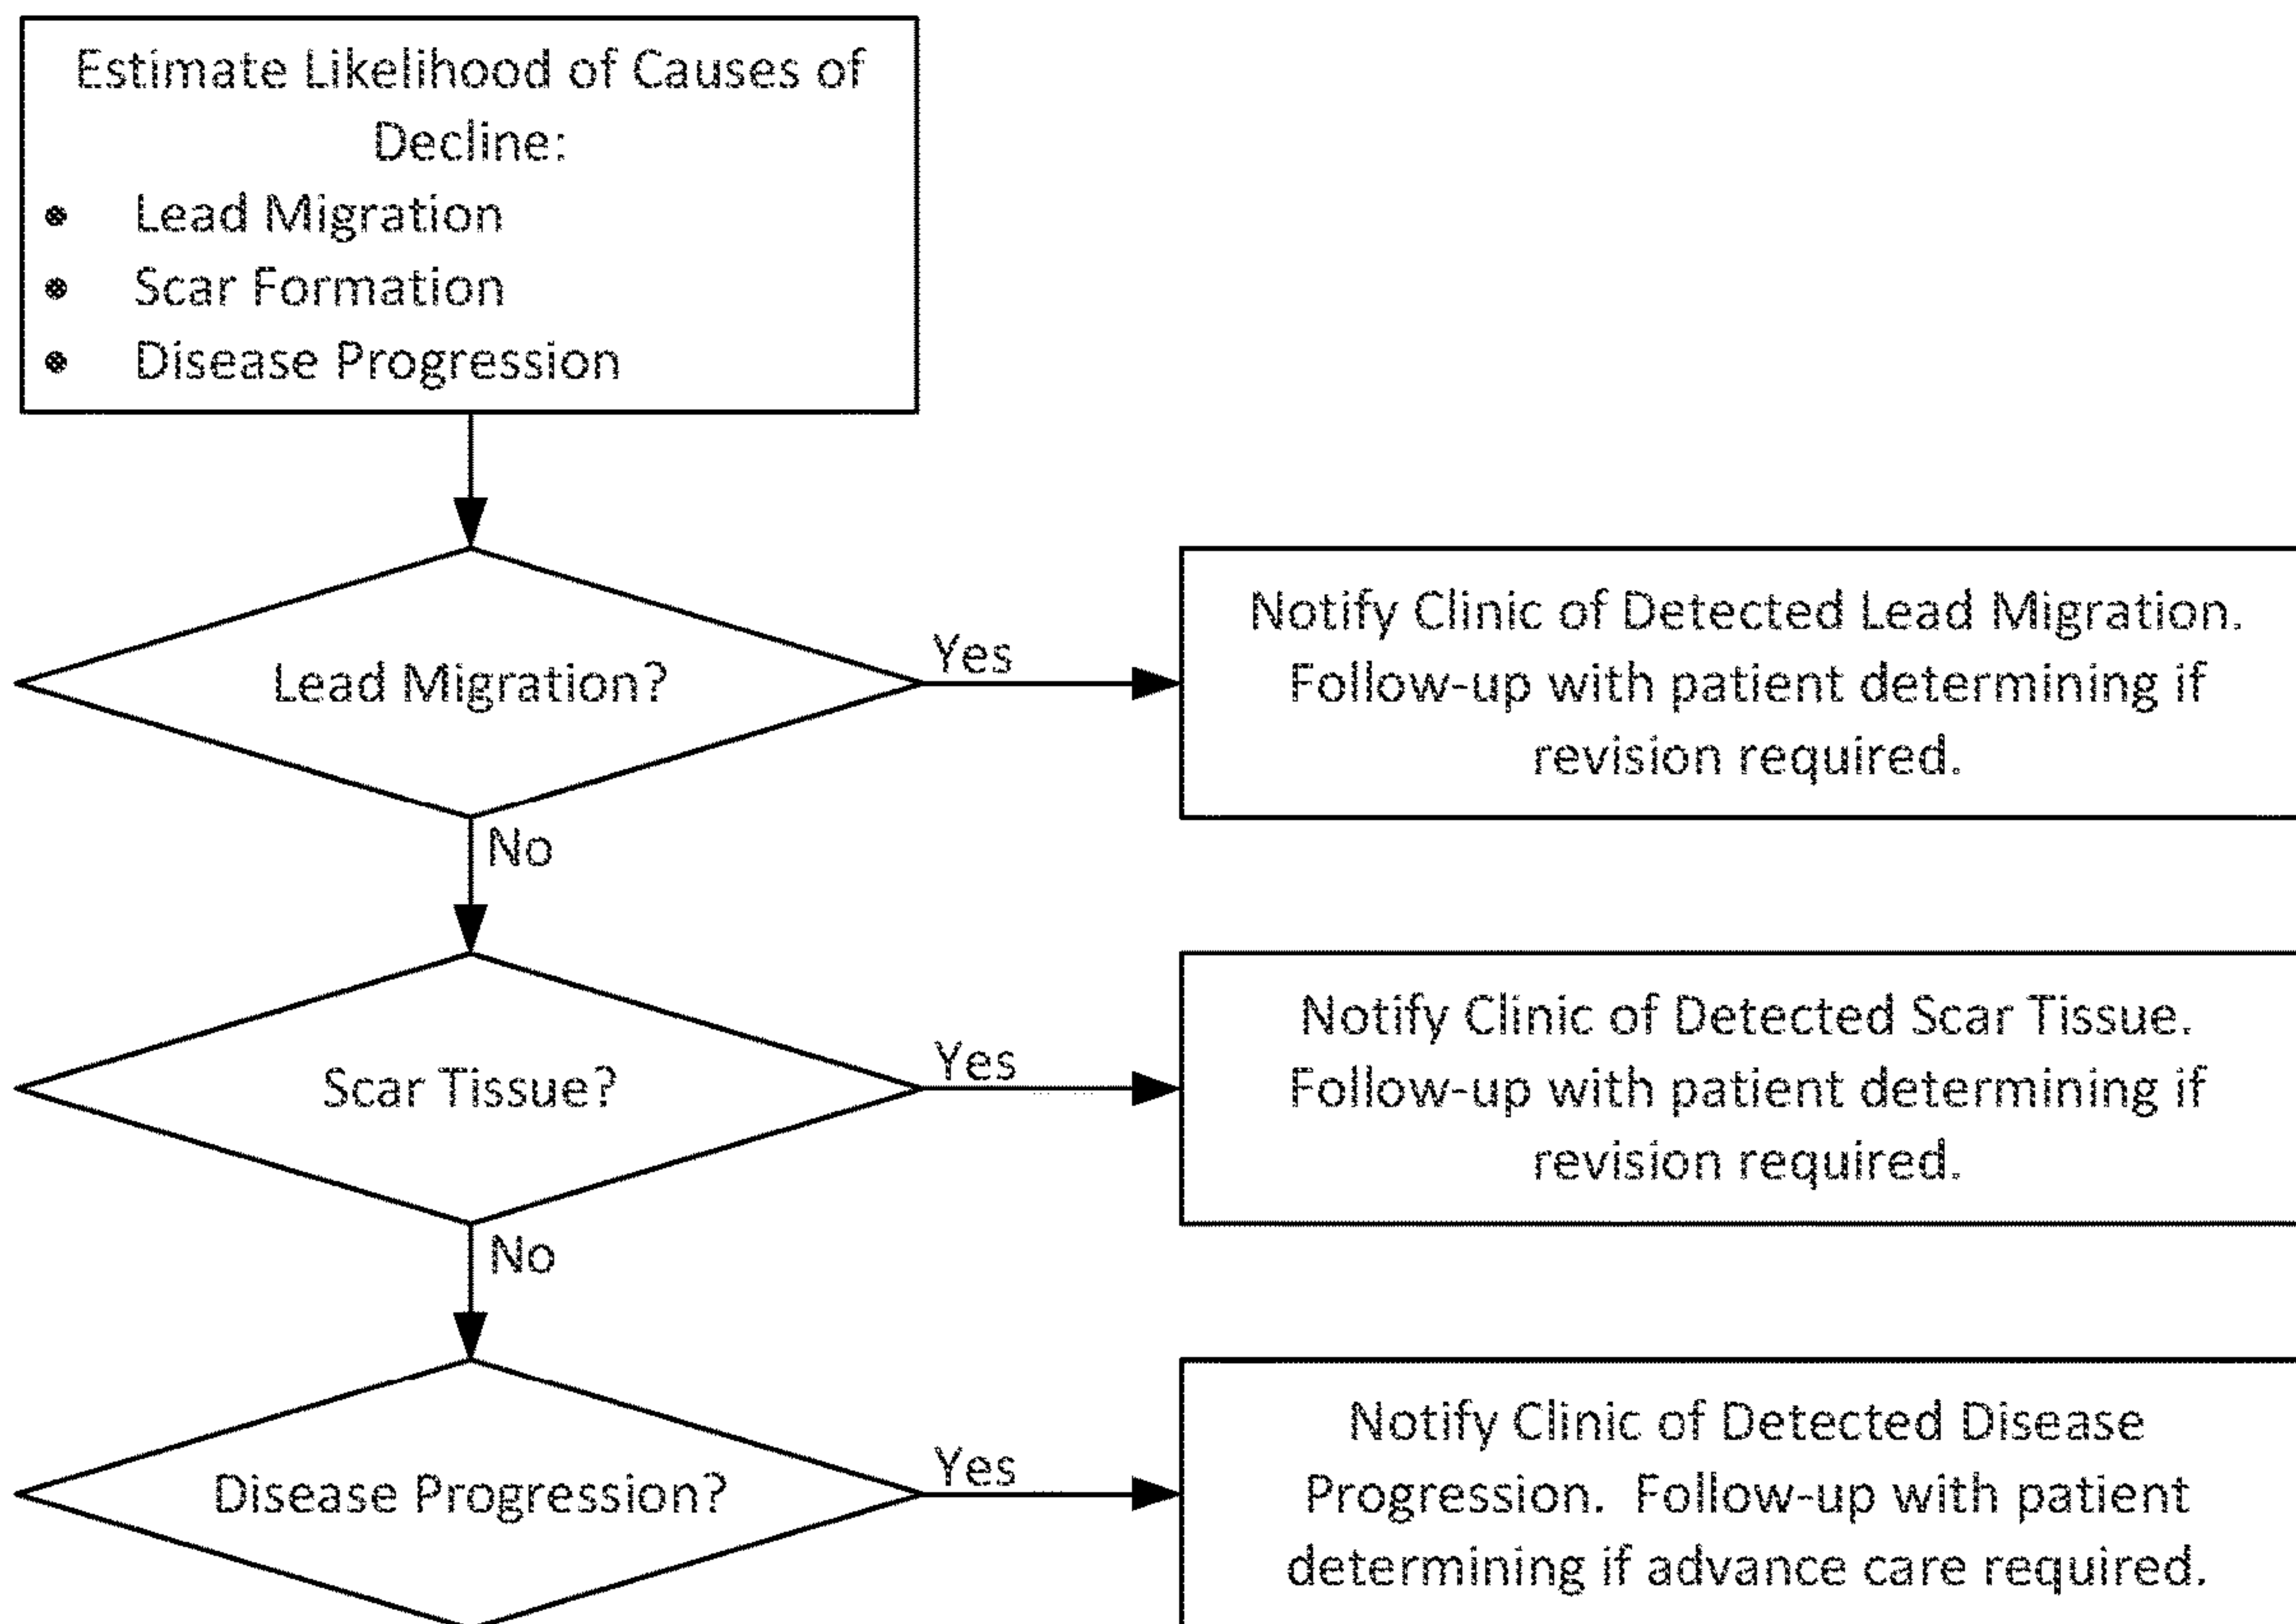 Estimate Likelihood of Causes of
Decline:
• Lead Migration
• Scar Formation
• Disease Progression
Lead Migration?
Yes
Notify Clinic of Detected Lead Migration.
Follow-up with patient determining if
revision required.
No
Scar Tissue?
Yes
Notify Clinic of Detected Scar Tissue.
Follow-up with patient determining if
revision required.
No
Disease Progression?
Yes
Notify Clinic of Detected Disease
Progression.  Follow-up with patient
determining if advance care required.